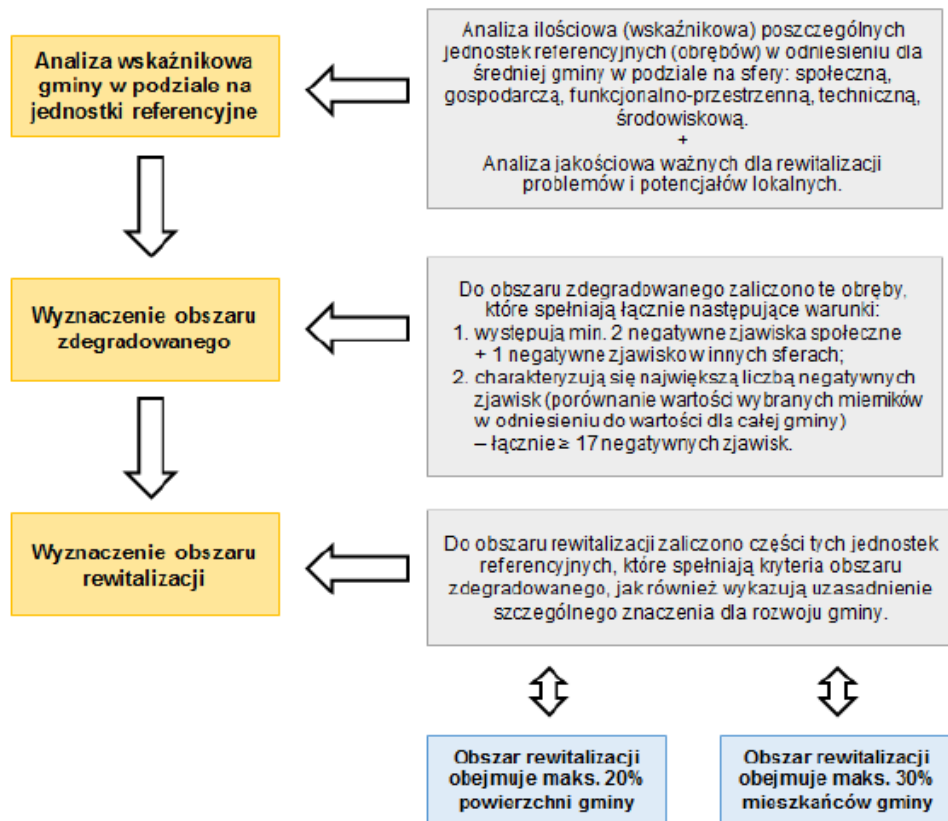 Analiza wskaźnikowa
gminy w podziale na
jednostki referencyjne
Analiza ilościowa (wskaźnikowa) poszczególnych
jednostek referencyjnych (obrębów) w odniesieniu dla
średniej gminy w podziale na sfery: społeczną,
gospodarczą, funkcjonalno-przestrzenną, techniczną,
środowiskową.
+
Analiza jakościowa ważnych dla rewitalizacji
problemów i potencjałów lokalnych.
Wyznaczenie obszaru
zdegradowanego
Do obszaru zdegradowanego zaliczono te obręby,
które spełniają łącznie następujące warunki:
1. występują min. 2 negatywne zjawiska społeczne
+ 1 negatywne zjawisko w innych sferach;
2. charakteryzują się największą liczbą negatywnych
zjawisk (porównanie wartości wybranych mierników
w odniesieniu do wartości dla całej gminy)
– łącznie ≥ 17 negatywnych zjawisk.
Wyznaczenie obszaru
rewitalizacji
Do obszaru rewitalizacji zaliczono części tych jednostek
referencyjnych, które spełniają kryteria obszaru
zdegradowanego, jak również wykazują uzasadnienie
szczególnego znaczenia dla rozwoju gminy.
Obszar rewitalizacji
obejmuje maks. 20%
powierzchni gminy
Obszar rewitalizacji
obejmuje maks. 30%
mieszkańców gminy